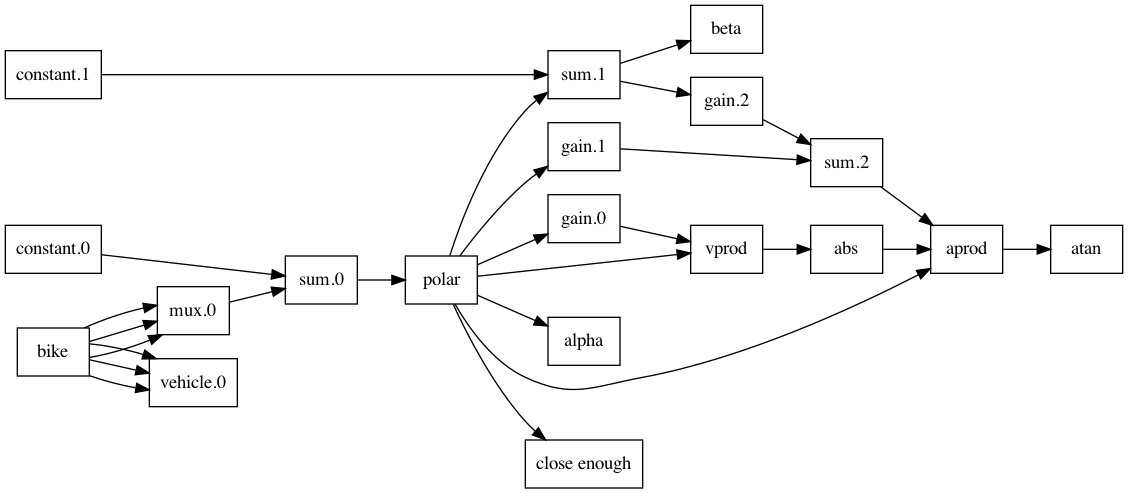 beta
constant.1
sum.1
gain.2
gain.1
sum.2
gain.0
constant.0
vprod
abs
aprod
atan
sum.0
polar
mux.0
alpha
bike
vehicle.0
close enough